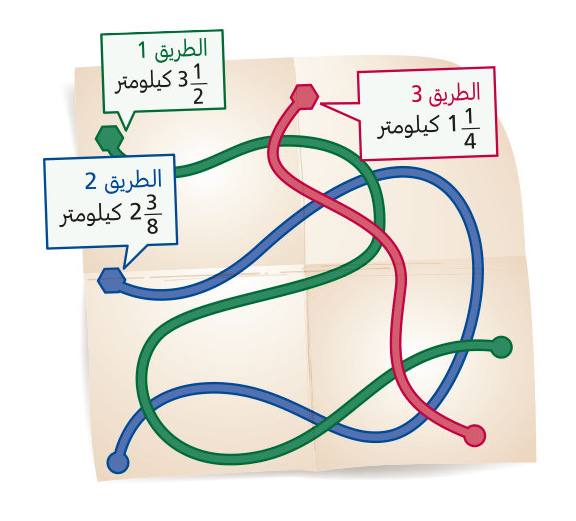 الطريق 1
3 1/2 كيلومتر
الطريق 3
1 1/4 كيلومتر
الطريق 2
2 3/8 كيلومتر